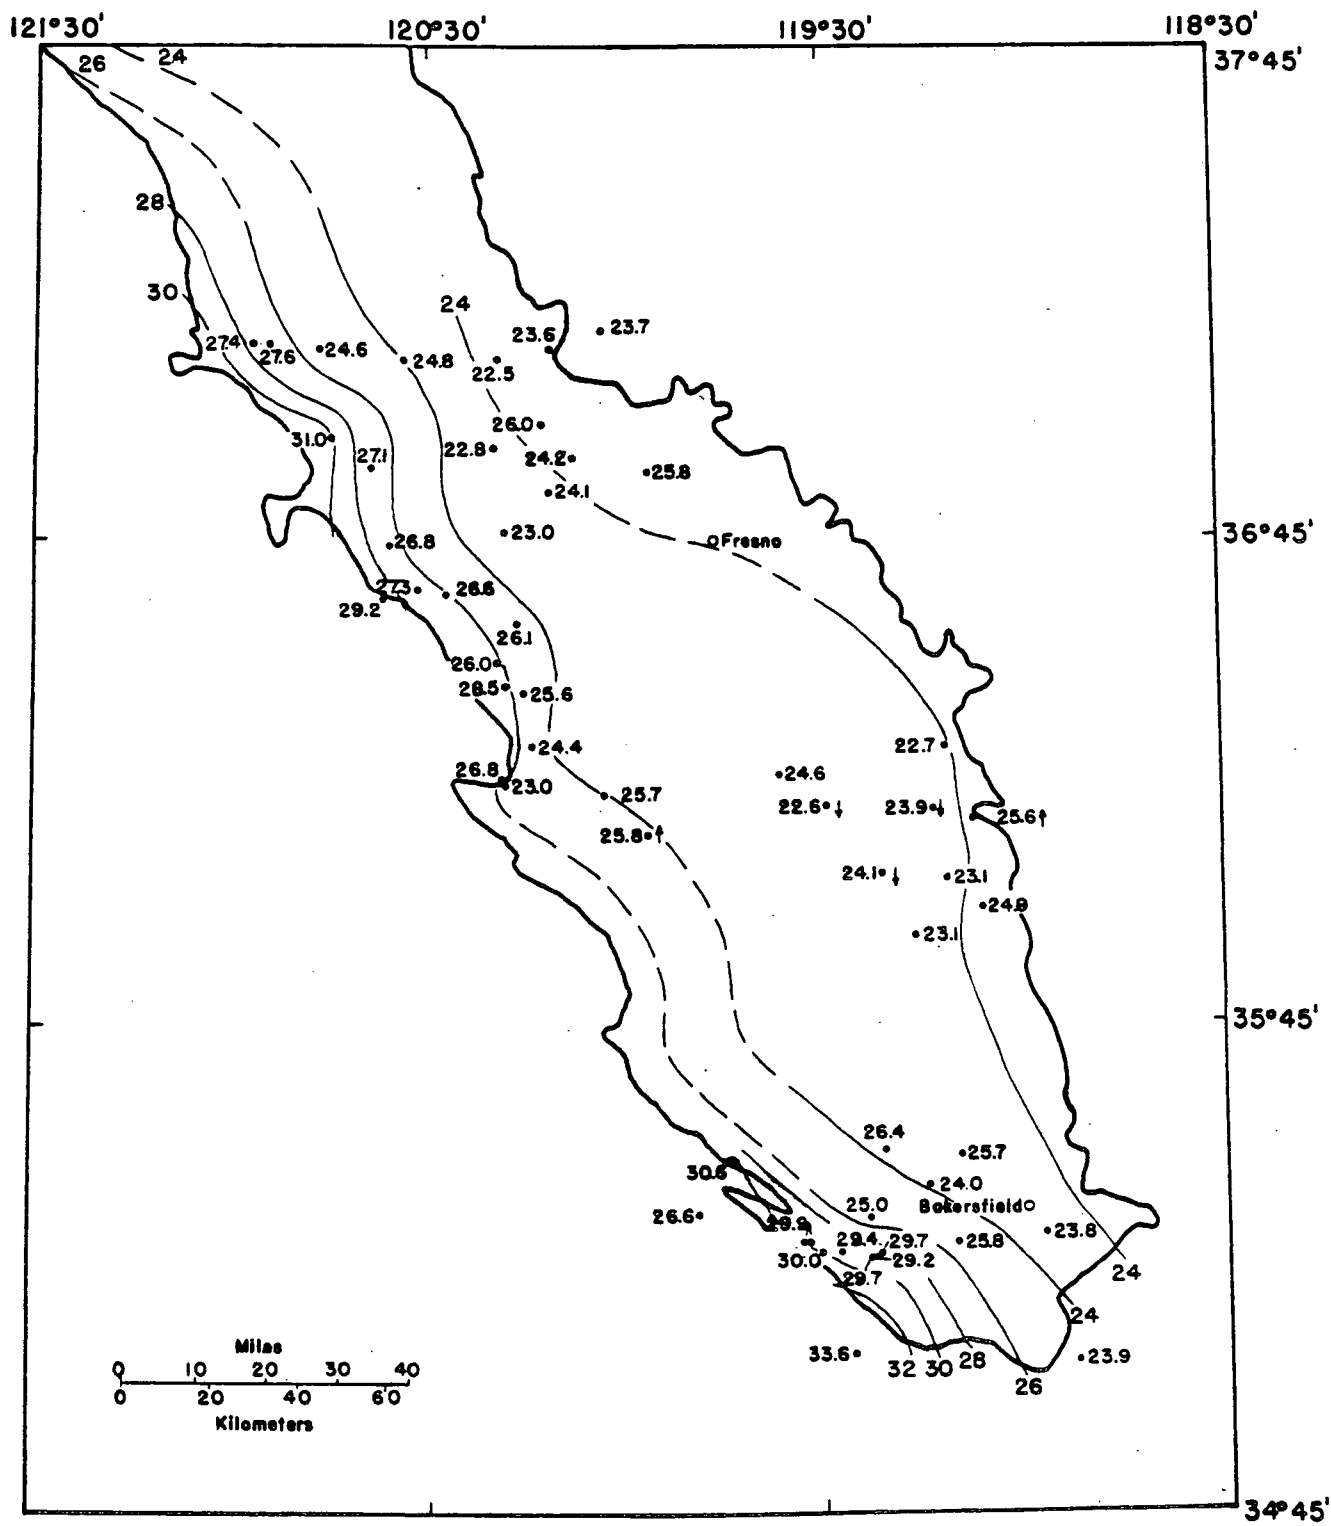 121°30' 120°30' 119°30' 118°30'
37°45'
26 24
28
30
24
23.6 23.7
27.4 27.6 24.6 24.8 22.5
26.0
31.0 22.8 24.2
27.1 25.8
24.1
23.0 Fresno 36°45'
26.8
27.3 26.6
29.2
26.1
26.0
28.5 25.6
24.4 22.7
26.8 24.6
23.0 25.7
22.6 ↓ 23.9 ↓ 25.6 ↑
25.8 ↑
24.1 ↓ 23.1
24.9
23.1
35°45'
26.4
25.7
30.6 24.0
25.0 Bakersfield
26.6 29.9 23.8
29.4 29.7 25.8
30.0 29.2
29.7 24
24
33.6 32 30 28 23.9
26
Miles
0 10 20 30 40
0 20 40 60
Kilometers
34°45'